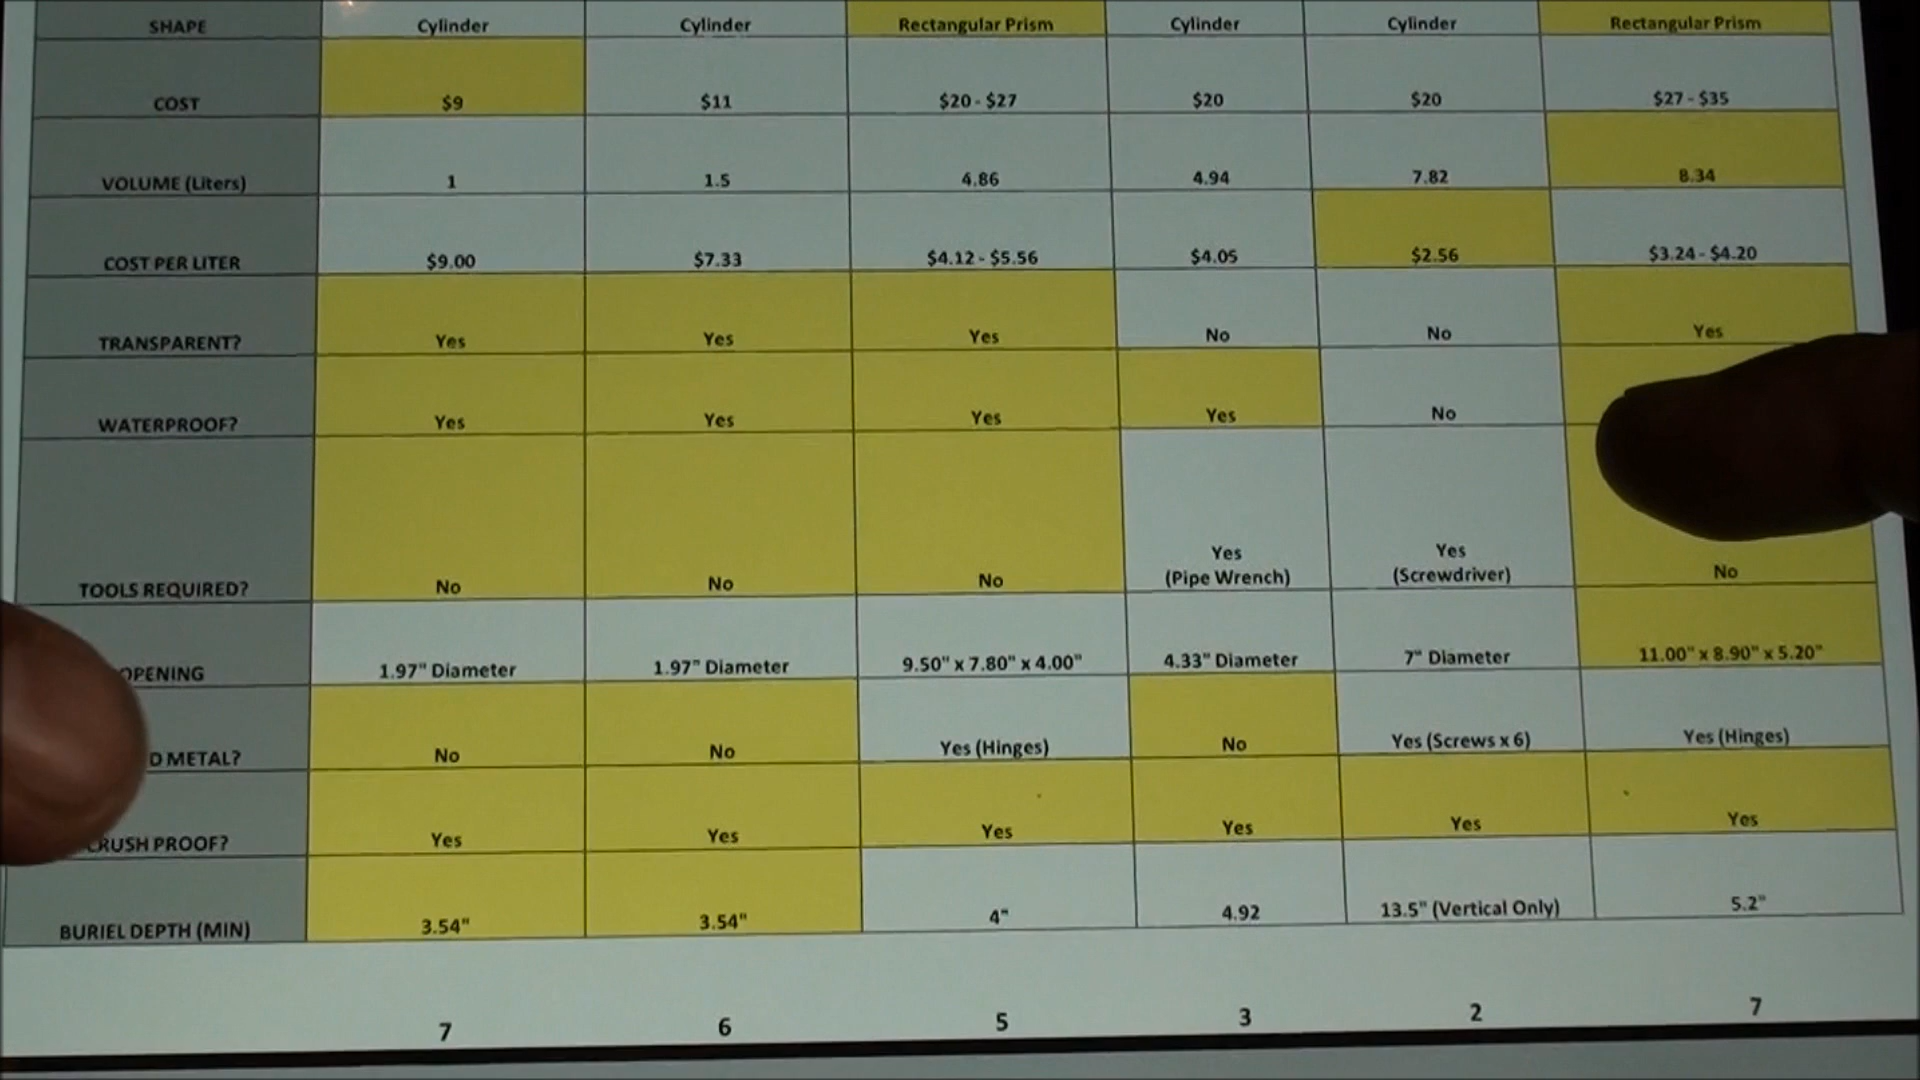 SHAPE Cylinder Cylinder Rectangular Prism Cylinder Cylinder Rectangular Prism
COST $9 $11 $20 - $27 $20 $20 $27 - $35
VOLUME (Liters) 1 1.5 4.86 4.94 7.82 8.34
COST PER LITER $9.00 $7.33 $4.12 - $5.56 $4.05 $2.56 $3.24 - $4.20
TRANSPARENT? Yes Yes Yes No No Yes
WATERPROOF? Yes Yes Yes Yes No
TOOLS REQUIRED? No No No Yes Yes No
(Pipe Wrench) (Screwdriver)
OPENING 1.97" Diameter 1.97" Diameter 9.50" x 7.80" x 4.00" 4.33" Diameter 7" Diameter 11.00" x 8.90" x 5.20"
D METAL? No No Yes (Hinges) No Yes (Screws x 6) Yes (Hinges)
RUSH PROOF? Yes Yes Yes Yes Yes Yes
BURIEL DEPTH (MIN) 3.54" 3.54" 4" 4.92 13.5" (Vertical Only) 5.2"
7 6 5 3 2 7